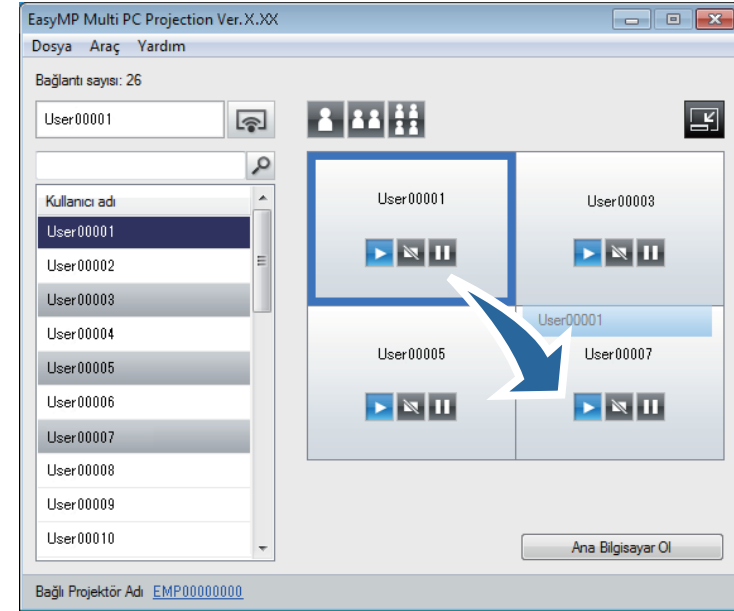 EasyMP Multi PC Projection Ver.X.XX
Dosya Araç Yardım
Bağlantı sayısı: 26
User00001
Kullanıcı adı
User00001
User00002
User00003
User00004
User00005
User00006
User00007
User00008
User00009
User00010
User00001
User00003
User00005
User00001
User00007
Ana Bilgisayar Ol
Bağlı Projektör Adı EMP00000000